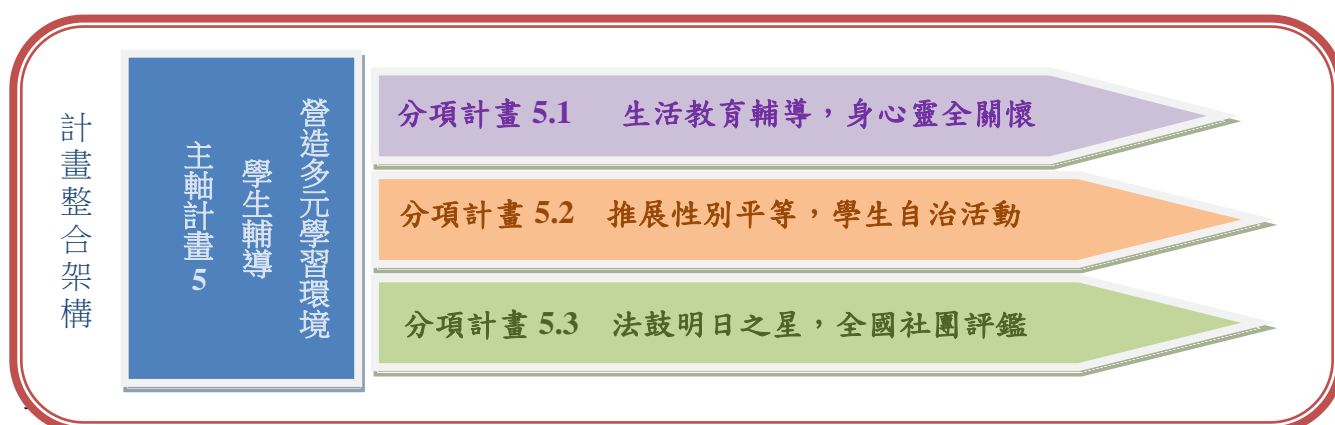 計畫整合架構
營造多元學習環境
學生輔導
主軸計畫5
分項計畫 5.1 生活教育輔導，身心靈全關懷
分項計畫 5.2 推展性別平等，學生自治活動
分項計畫 5.3 法鼓明日之星，全國社團評鑑